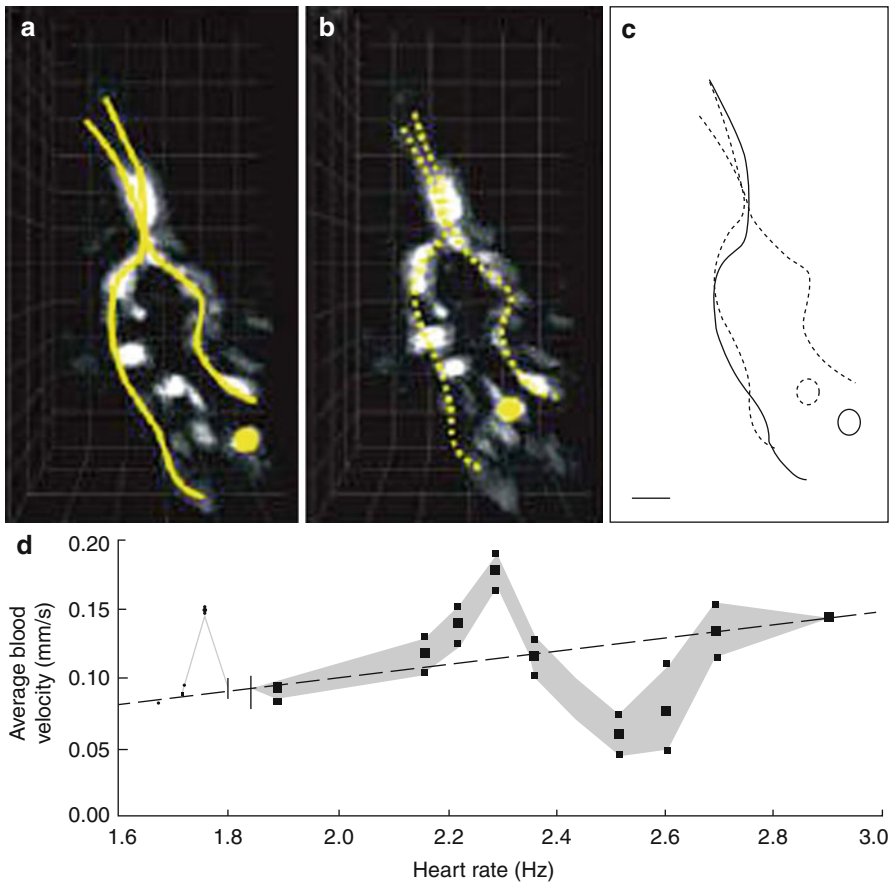 a
b
c
d
0.20
0.15
0.10
0.05
0.00
Average blood
velocity (mm/s)
1.6 1.8 2.0 2.2 2.4 2.6 2.8 3.0
Heart rate (Hz)